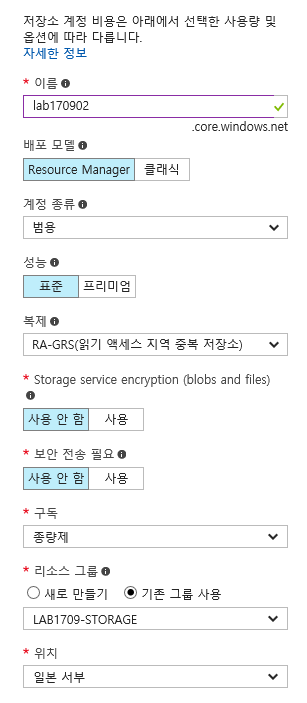 저장소 계정 비용은 아래에서 선택한 사용량 및
옵션에 따라 다릅니다.
자세한 정보
* 이름
lab170902
.core.windows.net
배포 모델
Resource Manager 클래식
계정 종류
범용
성능
표준 프리미엄
복제
RA-GRS(읽기 액세스 지역 중복 저장소)
* Storage service encryption (blobs and files)
사용 안 함 사용
* 보안 전송 필요
사용 안 함 사용
* 구독
종량제
* 리소스 그룹
새로 만들기 기존 그룹 사용
LAB1709-STORAGE
* 위치
일본 서부